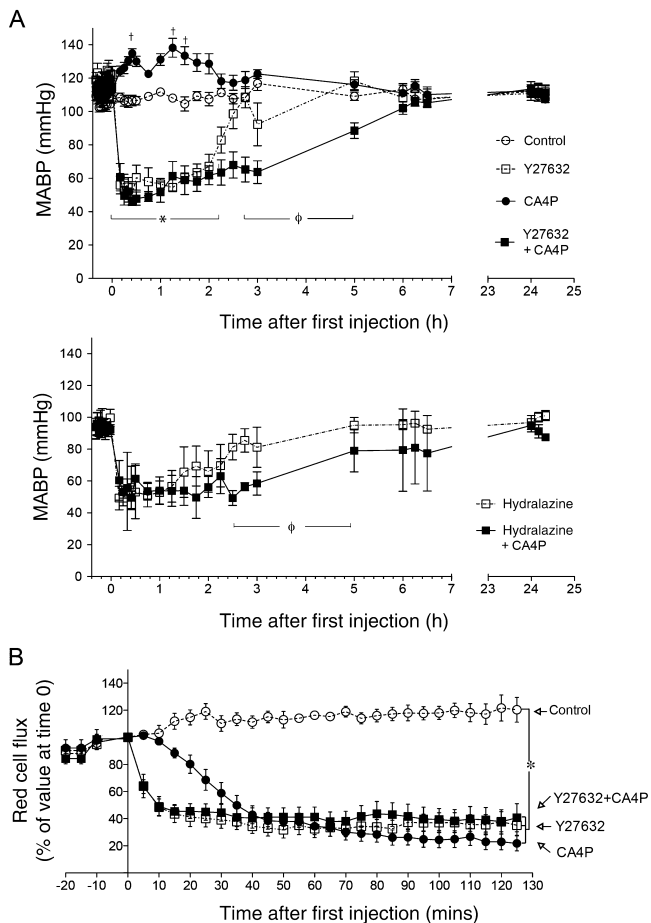 A
MABP (mmHg)
140
120
100
80
60
40
20
0
† † †
*
ϕ
Control
Y27632
CA4P
Y27632
+ CA4P
0 1 2 3 4 5 6 7 23 24 25
Time after first injection (h)
MABP (mmHg)
140
120
100
80
60
40
20
0
ϕ
Hydralazine
Hydralazine
+ CA4P
0 1 2 3 4 5 6 7 23 24 25
Time after first injection (h)
B
Red cell flux
(% of value at time 0)
140
120
80
60
40
20
Control
*
Y27632+CA4P
Y27632
CA4P
-20 -10 0 10 20 30 40 50 60 70 80 90 100 110 120 130
Time after first injection (mins)